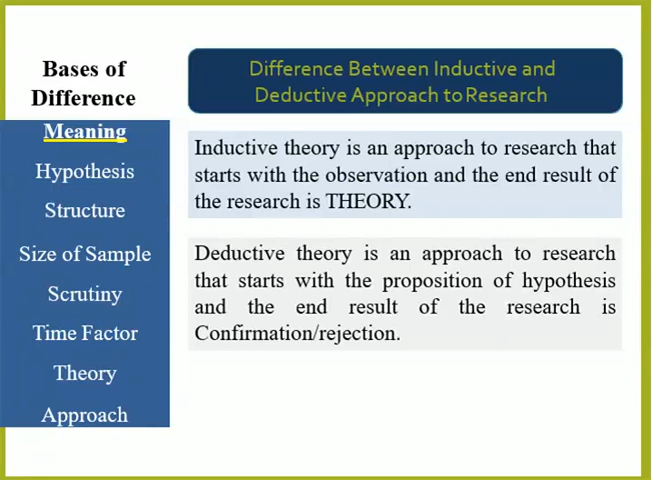 Bases of
Difference
Meaning
Hypothesis
Structure
Size of Sample
Scrutiny
Time Factor
Theory
Approach
Difference Between Inductive and
Deductive Approach to Research
Inductive theory is an approach to research that
starts with the observation and the end result of
the research is THEORY.
Deductive theory is an approach to research
that starts with the proposition of hypothesis
and the end result of the research is
Confirmation/rejection.